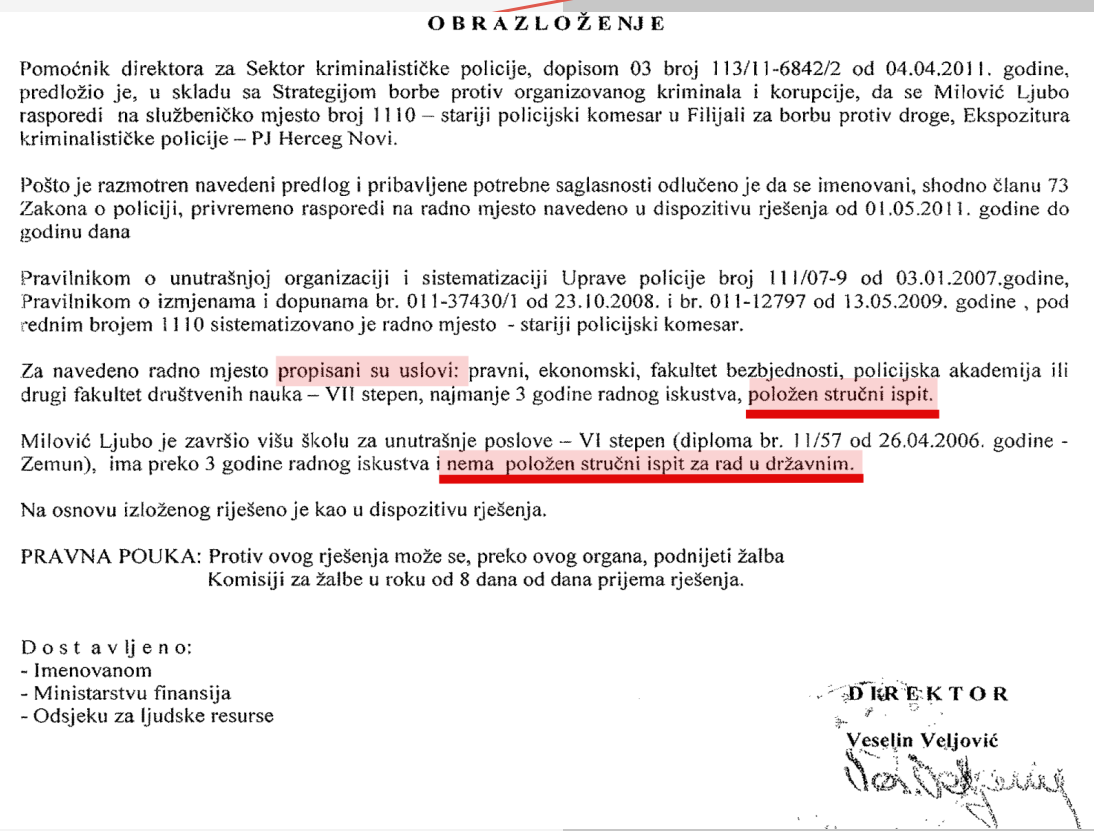 O B R A Z L O Ž E NJ E
Pomoćnik direktora za Sektor kriminalističke policije, dopisom 03 broj 113/11-6842/2 od 04.04.2011. godine,
predložio je, u skladu sa Strategijom borbe protiv organizovanog kriminala i korupcije, da se Milović Ljubo
rasporedi na službeničko mjesto broj 1110 – stariji policijski komesar u Filijali za borbu protiv droge, Ekspozitura
kriminalističke policije – PJ Herceg Novi.
Pošto je razmotren navedeni predlog i pribavljene potrebne saglasnosti odlučeno je da se imenovani, shodno članu 73
Zakona o policiji, privremeno rasporedi na radno mjesto navedeno u dispozitivu rješenja od 01.05.2011. godine do
godinu dana
Pravilnikom o unutrašnjoj organizaciji i sistematizaciji Uprave policije broj 111/07-9 od 03.01.2007.godine,
Pravilnikom o izmjenama i dopunama br. 011-37430/1 od 23.10.2008. i br. 011-12797 od 13.05.2009. godine , pod
rednim brojem 1110 sistematizovano je radno mjesto - stariji policijski komesar.
Za navedeno radno mjesto propisani su uslovi: pravni, ekonomski, fakultet bezbjednosti, policijska akademija ili
drugi fakultet društvenih nauka – VII stepen, najmanje 3 godine radnog iskustva, položen stručni ispit.
Milović Ljubo je završio višu školu za unutrašnje poslove – VI stepen (diploma br. 11/57 od 26.04.2006. godine -
Zemun), ima preko 3 godine radnog iskustva i nema položen stručni ispit za rad u državnim.
Na osnovu izloženog riješeno je kao u dispozitivu rješenja.
PRAVNA POUKA: Protiv ovog rješenja može se, preko ovog organa, podnijeti žalba
Komisiji za žalbe u roku od 8 dana od dana prijema rješenja.
D o s t a v lj e n o:
- Imenovanom
- Ministarstvu finansija
- Odsjeku za ljudske resurse
D I R E K T O R
Veselin Veljović